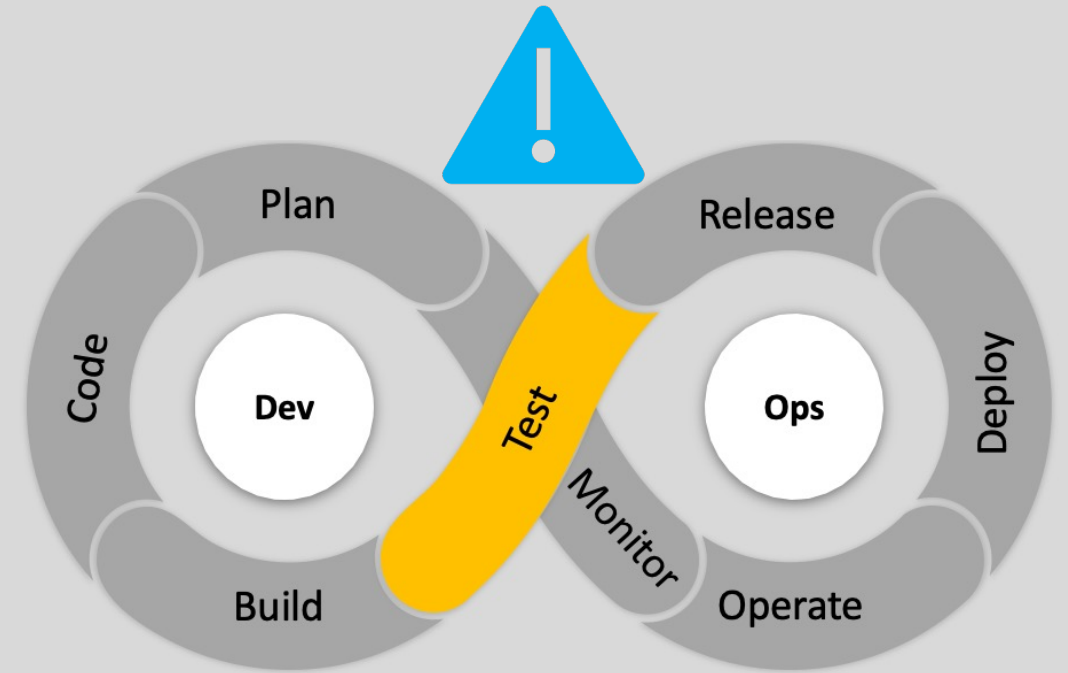 !
Plan
Release
Code
Dev
Test
Ops
Deploy
Monitor
Build
Operate